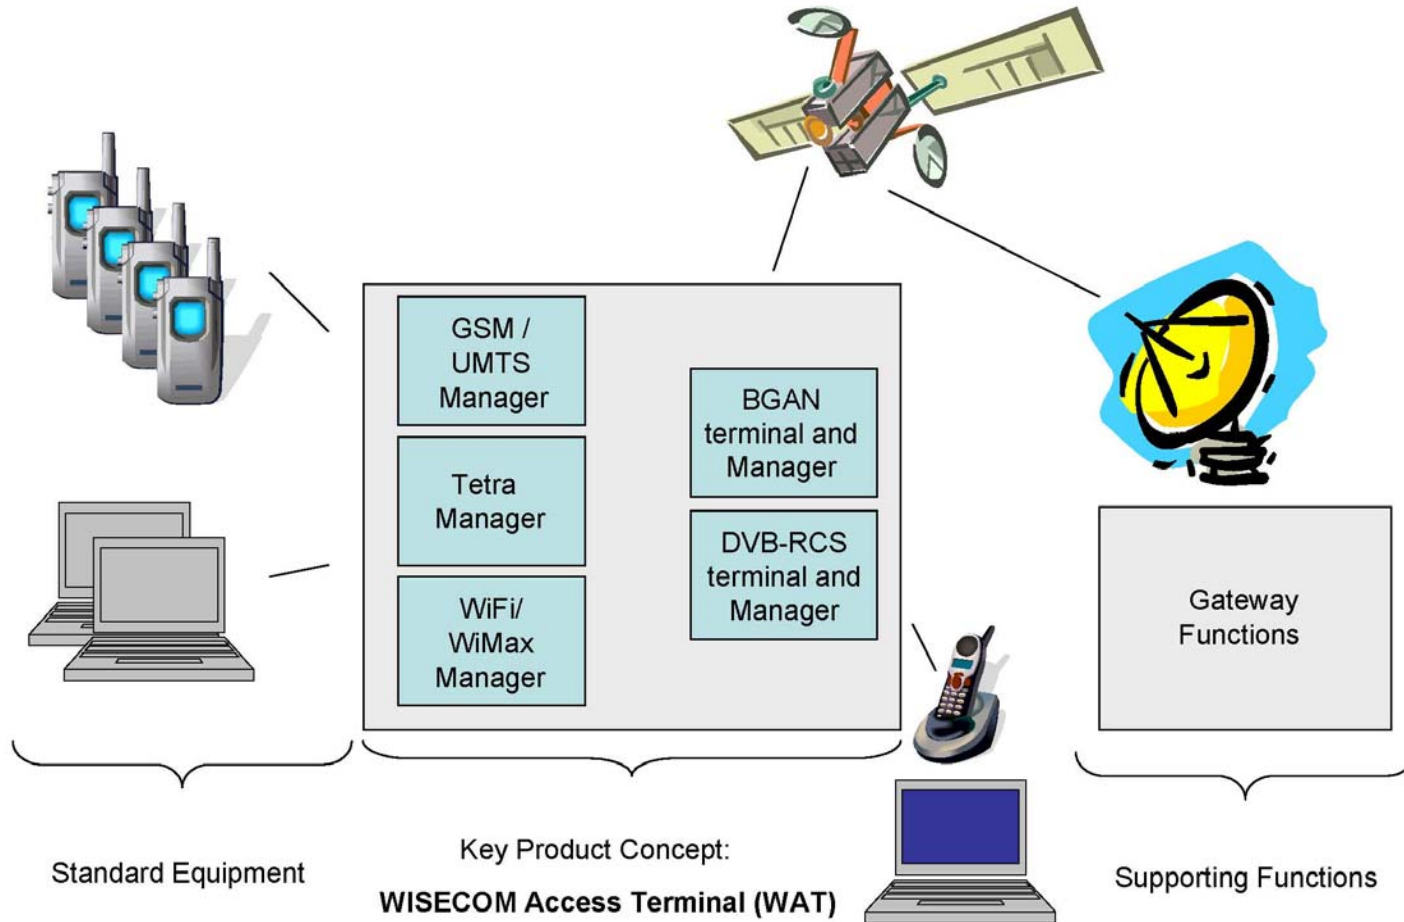 GSM /
UMTS
Manager
Tetra
Manager
WiFi/
WiMax
Manager
BGAN
terminal and
Manager
DVB-RCS
terminal and
Manager
Gateway
Functions
Standard Equipment
Key Product Concept:
WISECOM Access Terminal (WAT)
Supporting Functions